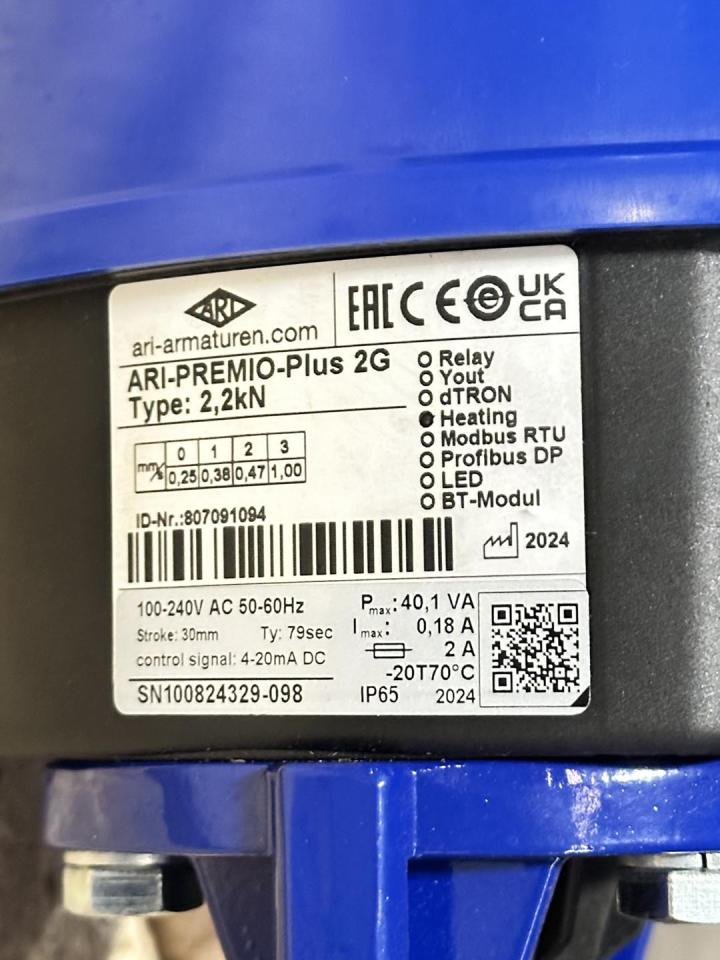 ARI
ari-armaturen.com
EAC CE e UK CA
ARI-PREMIO-Plus 2G
Type: 2,2kN
Relay
Yout
dTRON
Heating
Modbus RTU
Profibus DP
LED
BT-Modul
0 1 2 3
mm/s 0,25 0,38 0,47 1,00
ID-Nr.:807091094
2024
100-240V AC 50-60Hz
Stroke: 30mm Ty: 79sec
control signal: 4-20mA DC
SN100824329-098
Pmax: 40,1 VA
Imax: 0,18 A
2 A
-20T70°C
IP65 2024